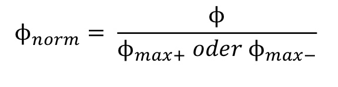 ϕnorm = ϕ / ϕmax+ oder ϕmax−